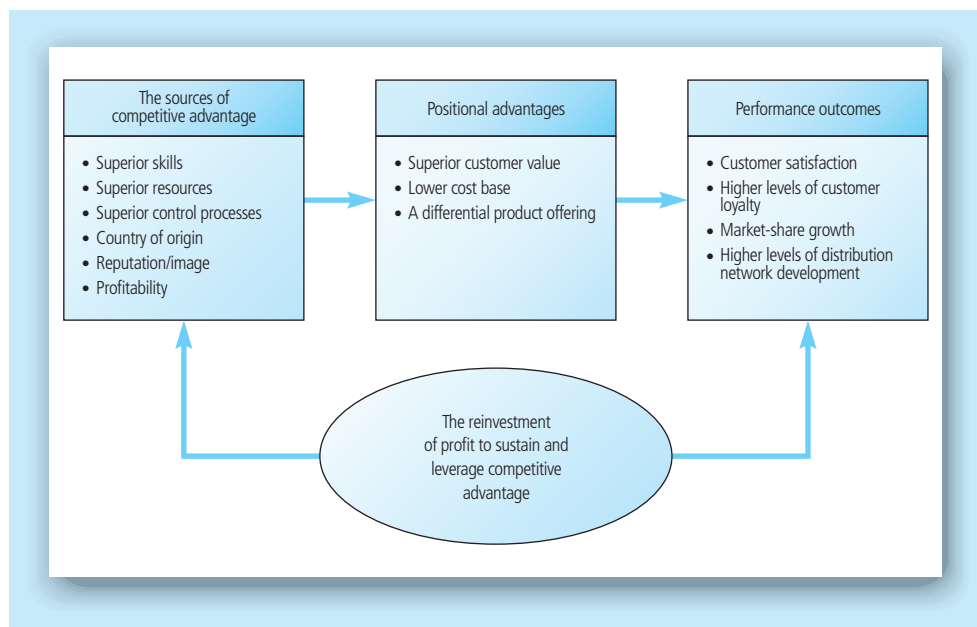 The sources of
competitive advantage
• Superior skills
• Superior resources
• Superior control processes
• Country of origin
• Reputation/image
• Profitability
Positional advantages
• Superior customer value
• Lower cost base
• A differential product offering
Performance outcomes
• Customer satisfaction
• Higher levels of customer
loyalty
• Market-share growth
• Higher levels of distribution
network development
The reinvestment
of profit to sustain and
leverage competitive
advantage